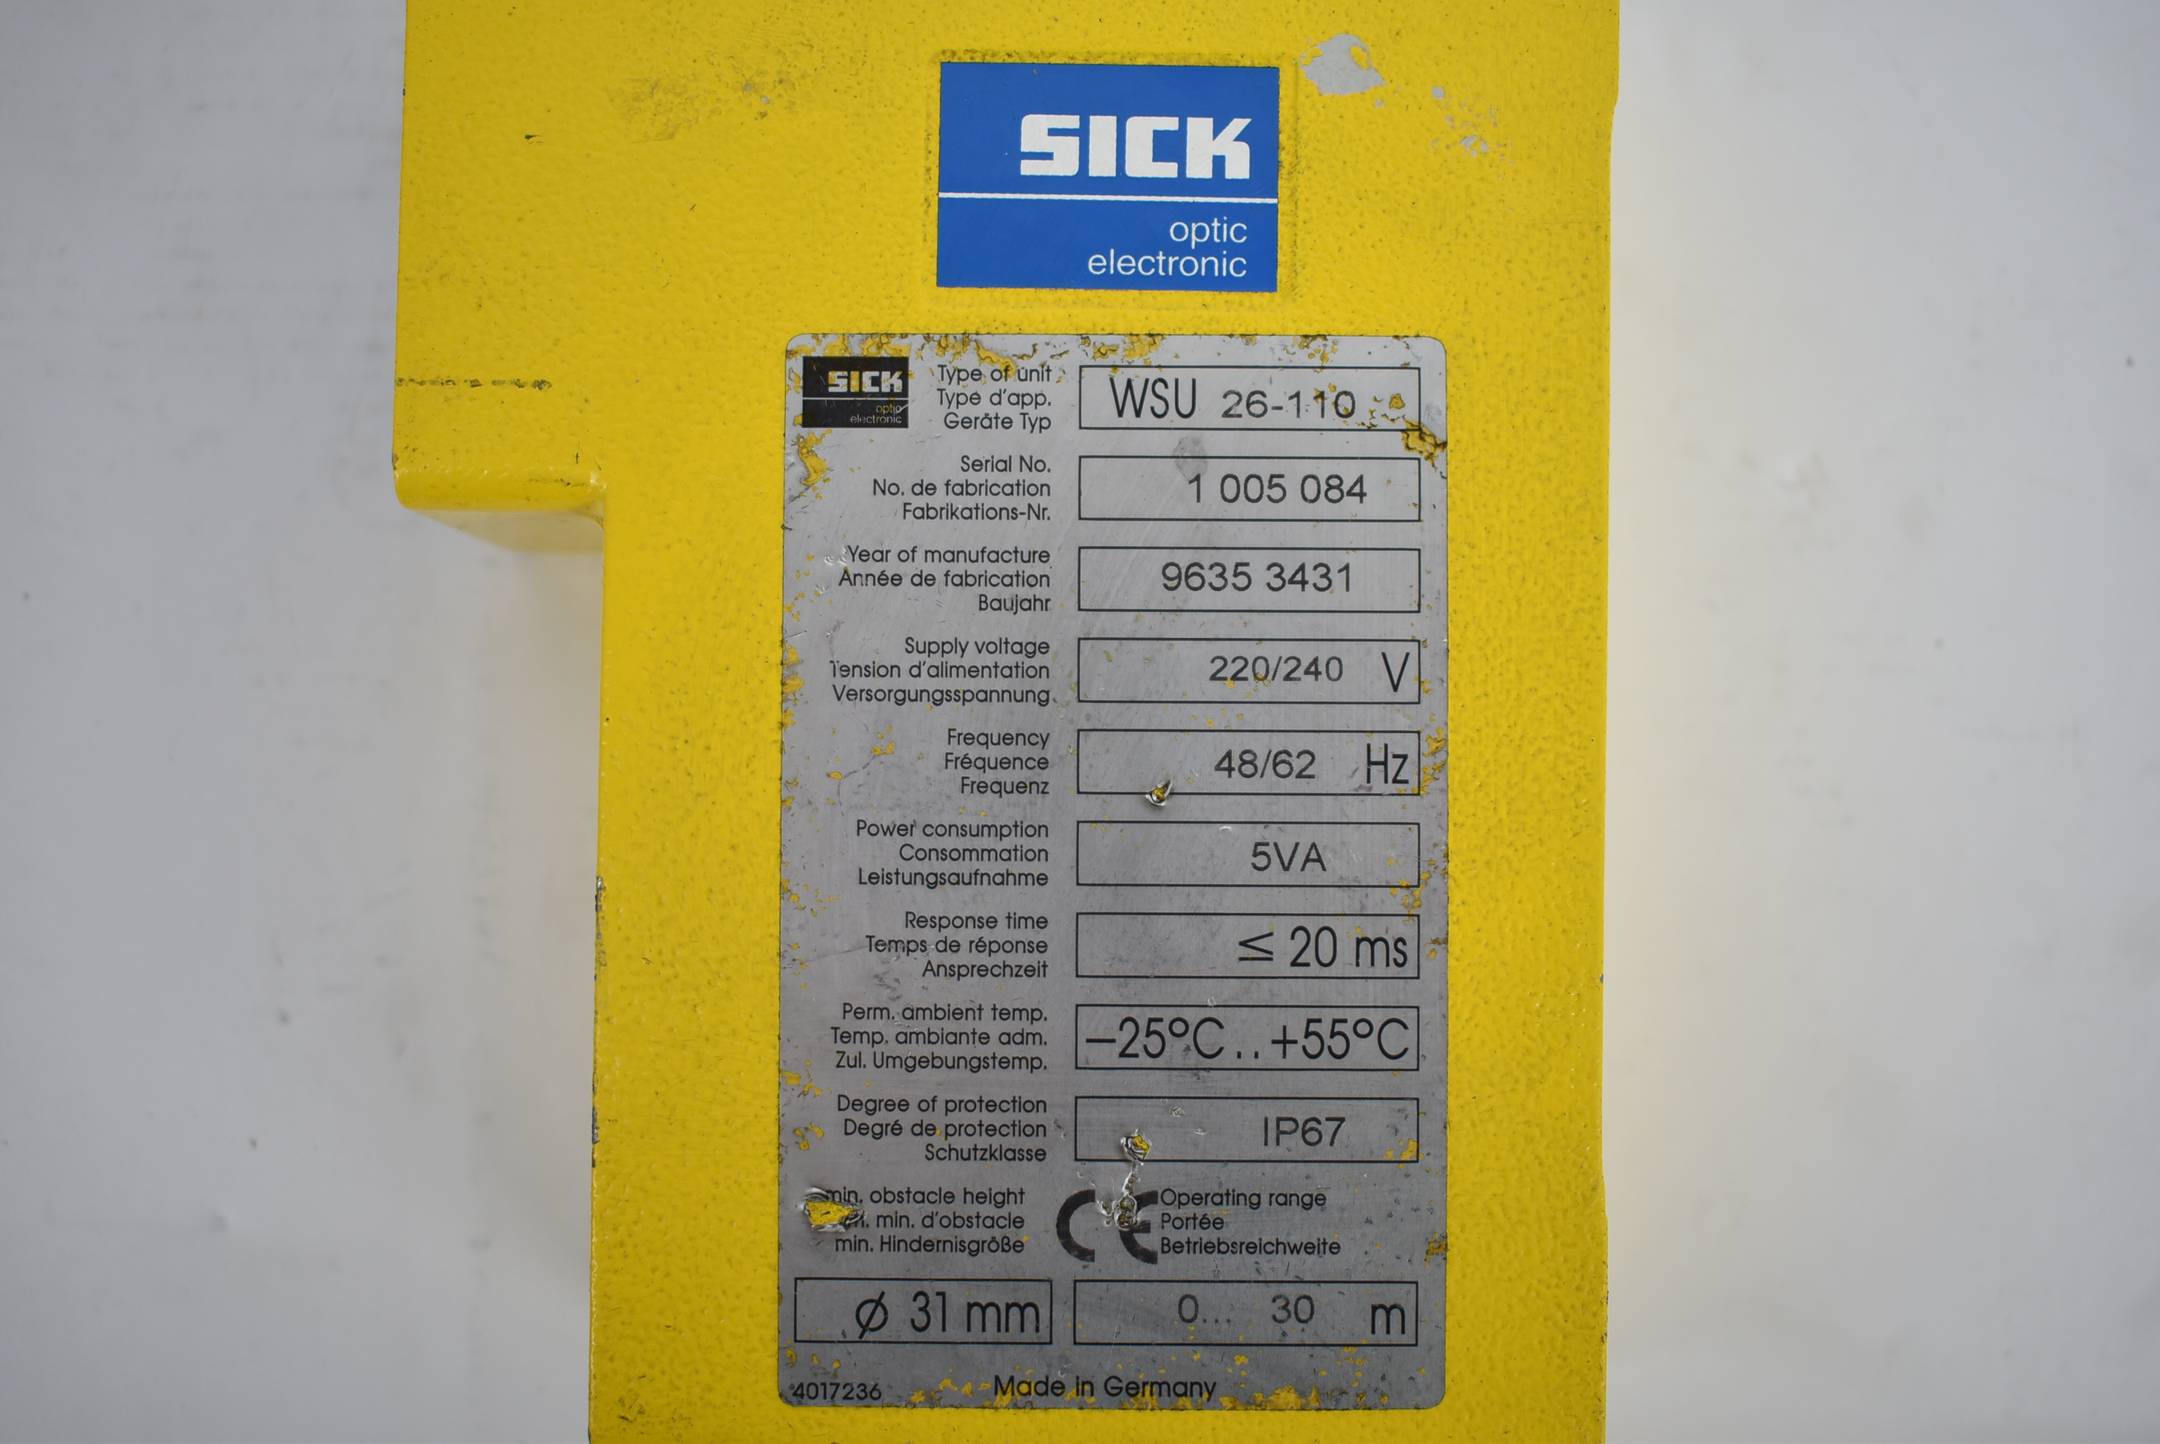 SICK
optic
electronic
SICK
optic
electronic
Type of unit
Type d'app.
Geräte Typ
WSU 26-110
Serial No.
No. de fabrication
Fabrikations-Nr.
1 005 084
Year of manufacture
Année de fabrication
Baujahr
9635 3431
Supply voltage
Tension d'alimentation
Versorgungsspannung
220/240 V
Frequency
Fréquence
Frequenz
48/62 Hz
Power consumption
Consommation
Leistungsaufnahme
5VA
Response time
Temps de réponse
Ansprechzeit
≤ 20 ms
Perm. ambient temp.
Temp. ambiante adm.
Zul. Umgebungstemp.
–25°C..+55°C
Degree of protection
Degré de protection
Schutzklasse
IP67
min. obstacle height
min. d'obstacle
min. Hindernisgröße
ø 31 mm
CE
Operating range
Portée
Betriebsreichweite
0... 30 m
4017236
Made in Germany